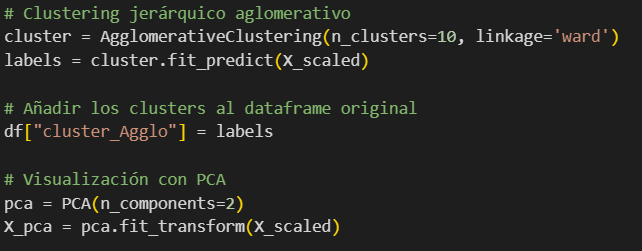 # Clustering jerárquico aglomerativo
cluster = AgglomerativeClustering(n_clusters=10, linkage='ward')
labels = cluster.fit_predict(X_scaled)
# Añadir los clusters al dataframe original
df["cluster_Agglo"] = labels
# Visualización con PCA
pca = PCA(n_components=2)
X_pca = pca.fit_transform(X_scaled)